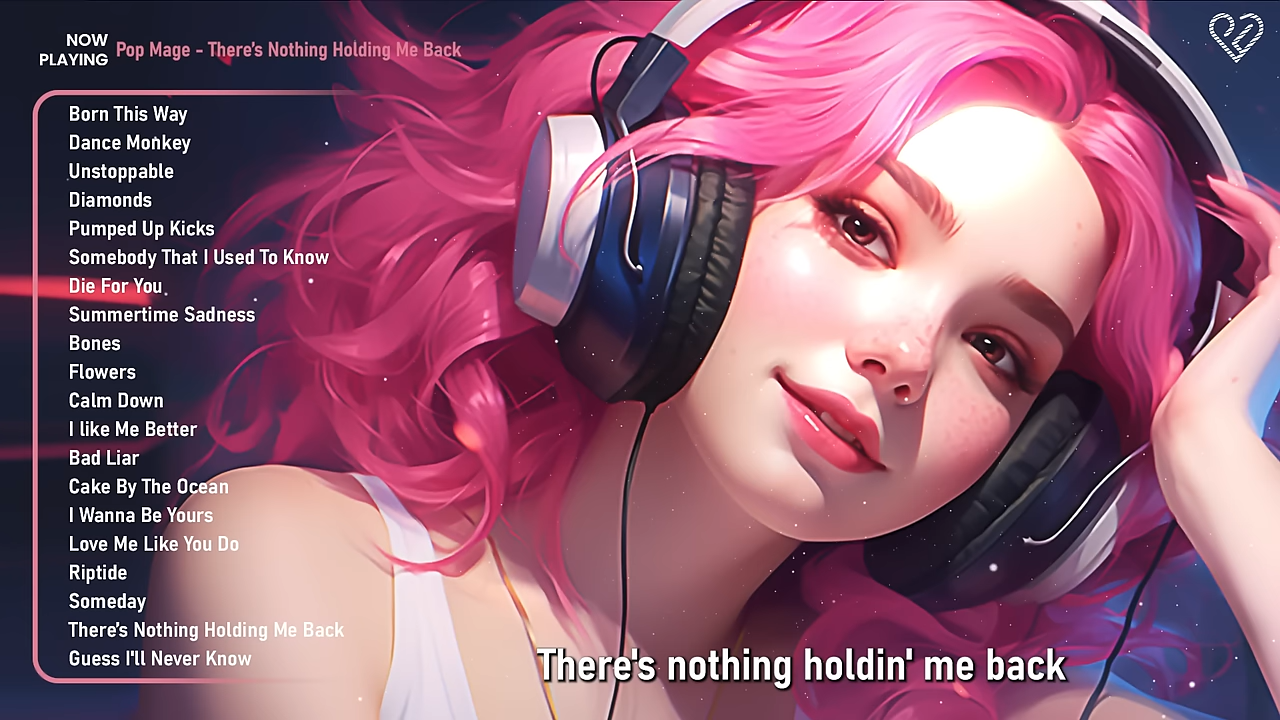 NOW
PLAYING
Pop Mage - There's Nothing Holding Me Back
Born This Way
Dance Monkey
Unstoppable
Diamonds
Pumped Up Kicks
Somebody That I Used To Know
Die For You
Summertime Sadness
Bones
Flowers
Calm Down
I like Me Better
Bad Liar
Cake By The Ocean
I Wanna Be Yours
Love Me Like You Do
Riptide
Someday
There's Nothing Holding Me Back
Guess I'll Never Know
There's nothing holdin' me back